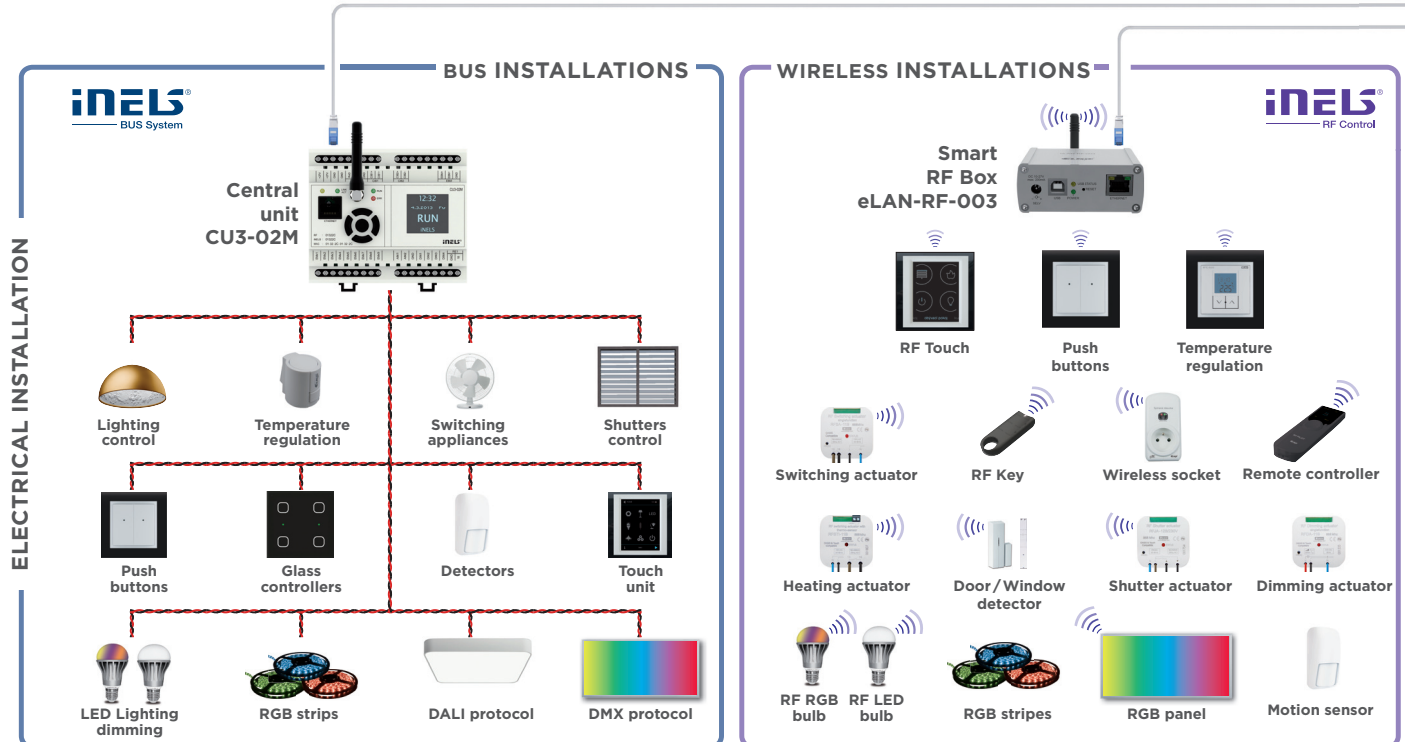 BUS INSTALLATIONS
WIRELESS INSTALLATIONS
ELECTRICAL INSTALLATION
iNELS®
BUS System
iNELS®
RF Control
Central
unit
CU3-02M
12:32
RUN
INELS
iNELS
Smart
RF Box
eLAN-RF-003
RF Touch
Push
buttons
Temperature
regulation
Lighting
control
Temperature
regulation
Switching
appliances
Shutters
control
Switching actuator
RF Key
Wireless socket
Remote controller
Push
buttons
Glass
controllers
Detectors
Touch
unit
Heating actuator
Door/Window
detector
Shutter actuator
Dimming actuator
LED Lighting
dimming
RGB strips
DALI protocol
DMX protocol
RF RGB
bulb
RF LED
bulb
RGB stripes
RGB panel
Motion sensor